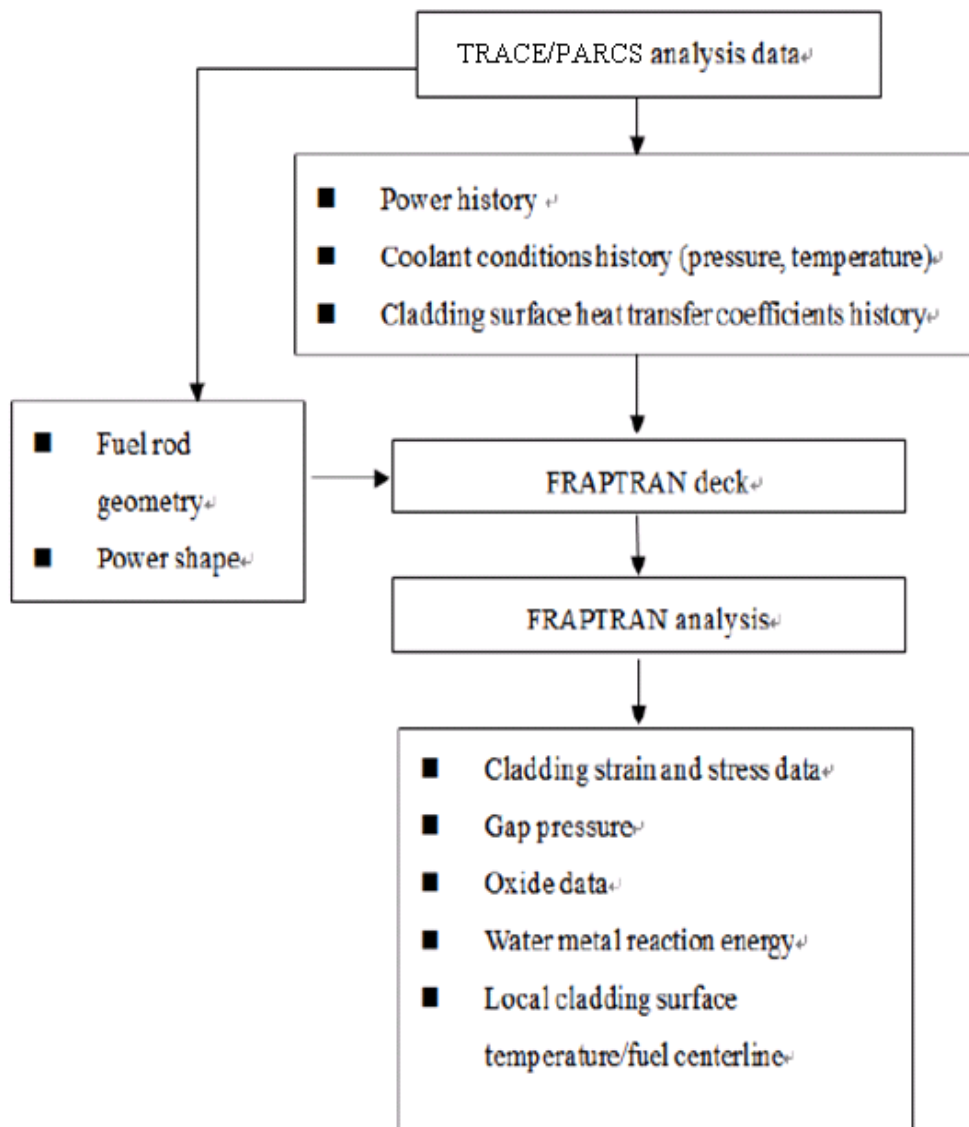 TRACE/PARCS analysis data↵
■ Power history ↵
■ Coolant conditions history (pressure, temperature)↵
■ Cladding surface heat transfer coefficients history↵
■ Fuel rod
geometry↵
■ Power shape↵
FRAPTRAN deck↵
FRAPTRAN analysis↵
■ Cladding strain and stress data↵
■ Gap pressure↵
■ Oxide data↵
■ Water metal reaction energy↵
■ Local cladding surface
temperature/fuel centerline↵